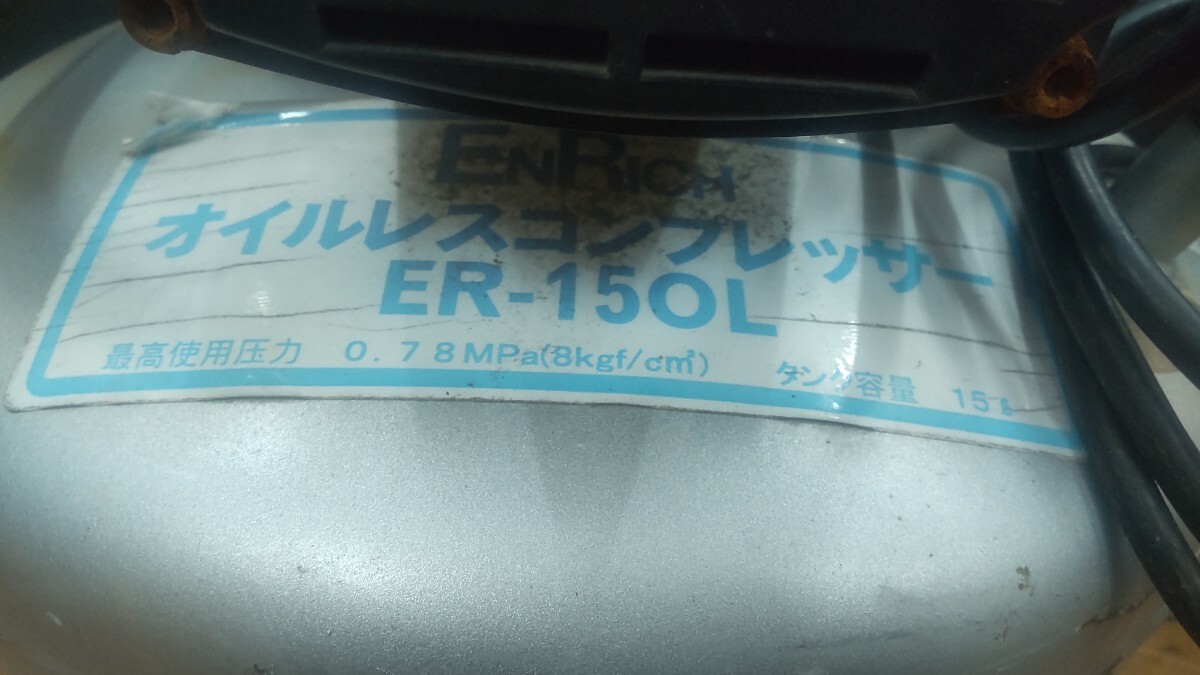 ENRICH
オイルレスコンプレッサー
ER-15OL
最高使用圧力 0.78MPa(8kgf/c㎡) タンク容量 15ℓ